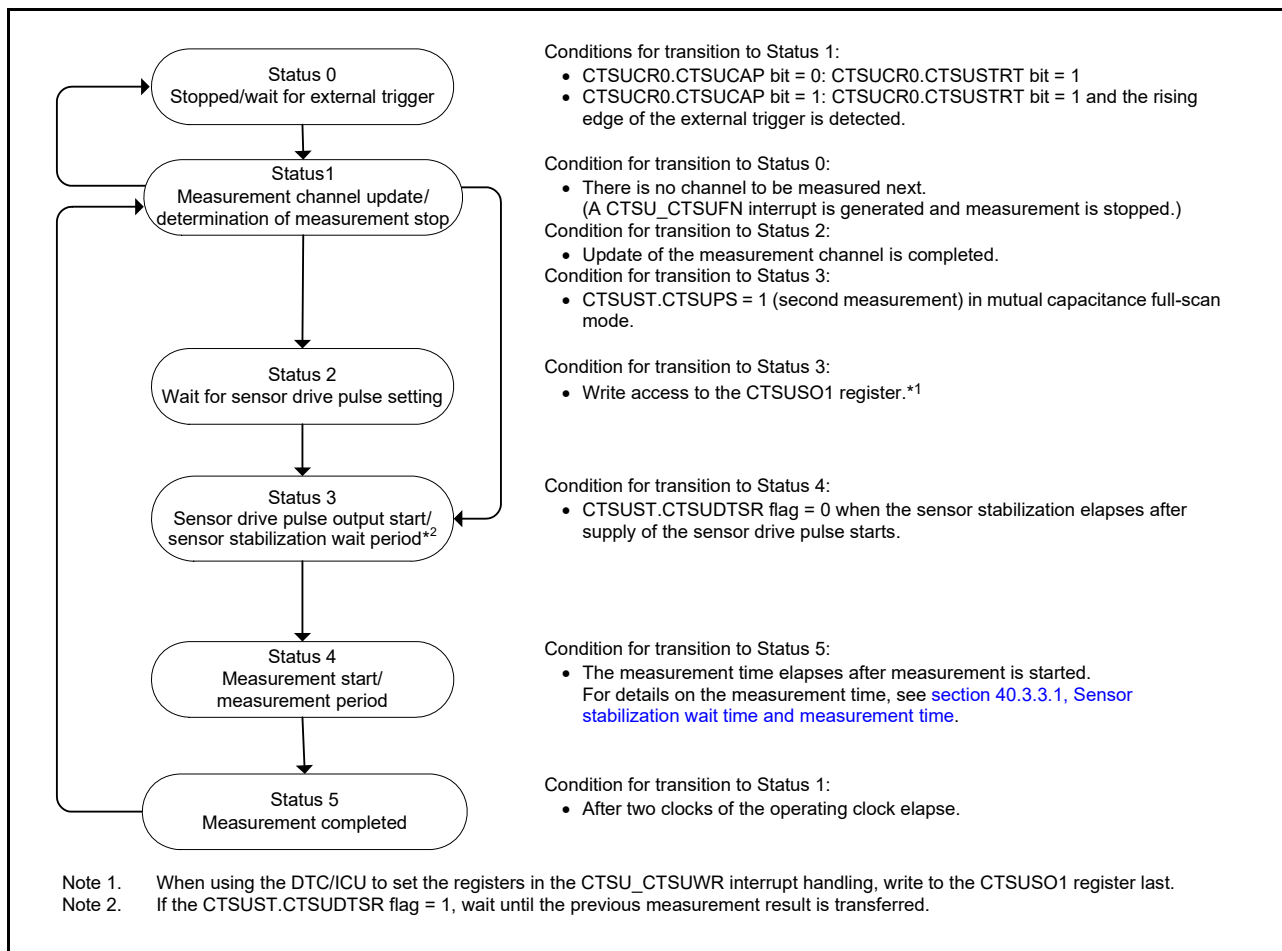 Status 0
Stopped/wait for external trigger
Conditions for transition to Status 1:
• CTSUCR0.CTSUCAP bit = 0: CTSUCR0.CTSUSTRT bit = 1
• CTSUCR0.CTSUCAP bit = 1: CTSUCR0.CTSUSTRT bit = 1 and the rising
edge of the external trigger is detected.
Status1
Measurement channel update/
determination of measurement stop
Condition for transition to Status 0:
• There is no channel to be measured next.
(A CTSU_CTSUFN interrupt is generated and measurement is stopped.)
Condition for transition to Status 2:
• Update of the measurement channel is completed.
Condition for transition to Status 3:
• CTSUST.CTSUPS = 1 (second measurement) in mutual capacitance full-scan
mode.
Status 2
Wait for sensor drive pulse setting
Condition for transition to Status 3:
• Write access to the CTSUSO1 register.*1
Status 3
Sensor drive pulse output start/
sensor stabilization wait period*2
Condition for transition to Status 4:
• CTSUST.CTSUDTSR flag = 0 when the sensor stabilization elapses after
supply of the sensor drive pulse starts.
Status 4
Measurement start/
measurement period
Condition for transition to Status 5:
• The measurement time elapses after measurement is started.
For details on the measurement time, see section 40.3.3.1, Sensor
stabilization wait time and measurement time.
Status 5
Measurement completed
Condition for transition to Status 1:
• After two clocks of the operating clock elapse.
Note 1. When using the DTC/ICU to set the registers in the CTSU_CTSUWR interrupt handling, write to the CTSUSO1 register last.
Note 2. If the CTSUST.CTSUDTSR flag = 1, wait until the previous measurement result is transferred.